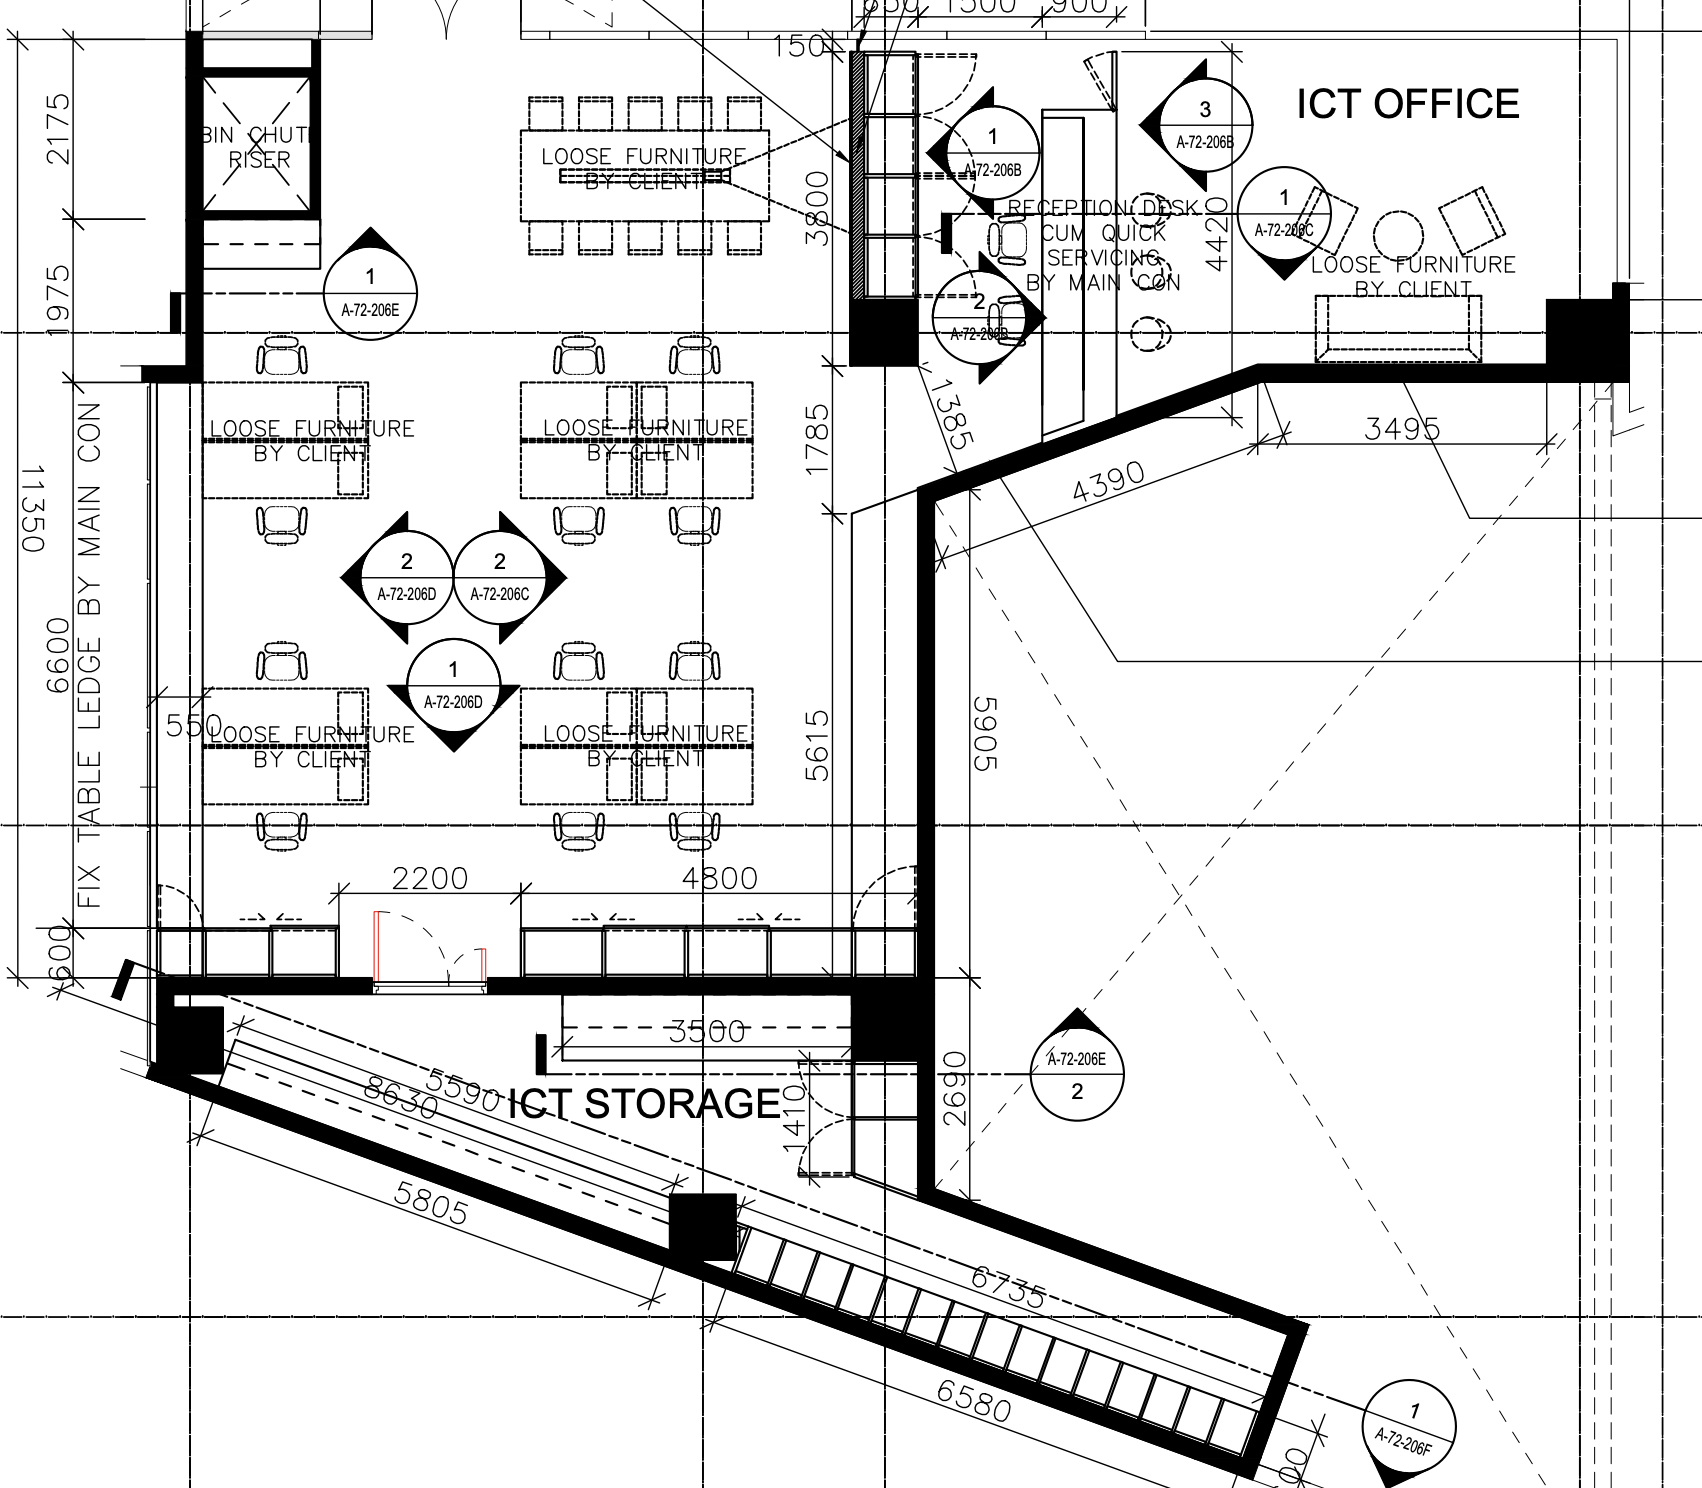 1500
900
150
ICT OFFICE
2175
BIN CHUTE
RISER
LOOSE FURNITURE
BY CLIENT
3800
1
A-72-206B
3
A-72-206B
1
A-72-206C
RECEPTION DESK
CUM QUICK
SERVICING
BY MAIN CON
4420
LOOSE FURNITURE
BY CLIENT
1975
1
A-72-206E
2
A-72-206B
1785
1385
3495
4390
11350
FIX TABLE LEDGE BY MAIN CON
6600
LOOSE FURNITURE
BY CLIENT
LOOSE FURNITURE
BY CLIENT
2
A-72-206D
2
A-72-206C
1
A-72-206D
550
LOOSE FURNITURE
BY CLIENT
LOOSE FURNITURE
BY CLIENT
5615
5905
2200
4800
600
3500
A-72-206E
2
5590
8630
ICT STORAGE
1410
2690
5805
6735
6580
1
A-72-206F